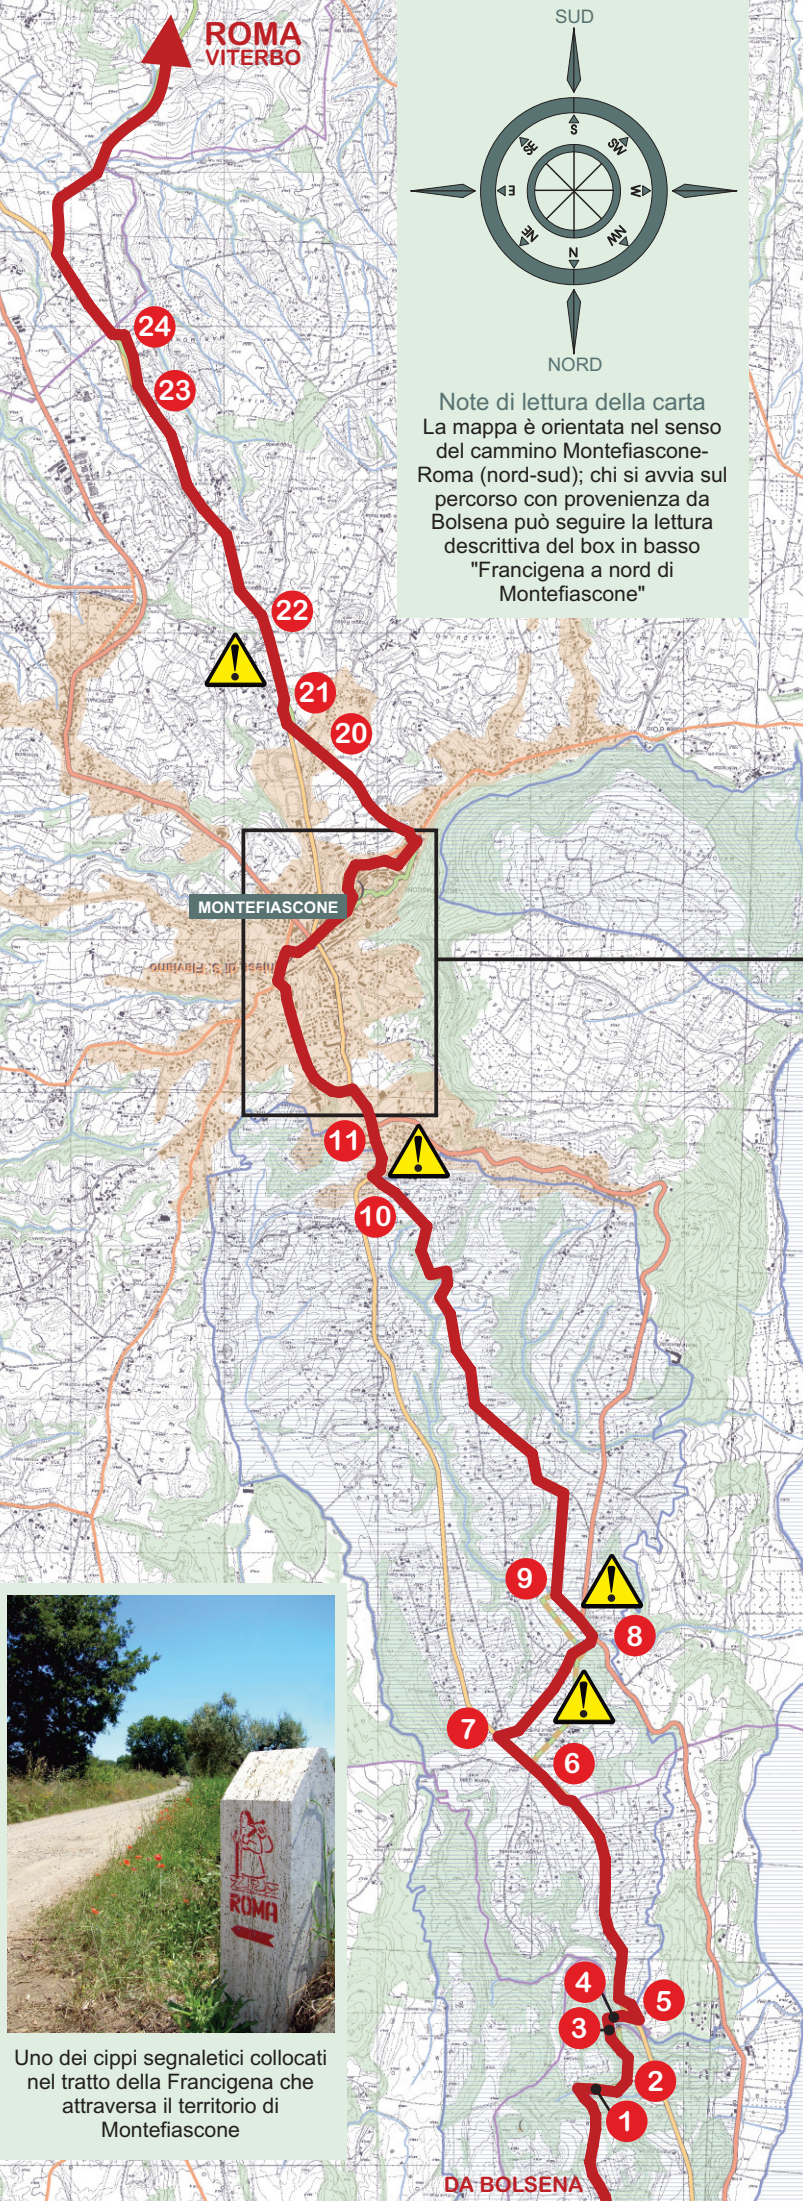 ROMA
VITERBO
SUD
S
SE
SW
E
W
NE
NW
N
NORD
Note di lettura della carta
La mappa è orientata nel senso
del cammino Montefiascone-
Roma (nord-sud); chi si avvia sul
percorso con provenienza da
Bolsena può seguire la lettura
descrittiva del box in basso
"Francigena a nord di
Montefiascone"
24
23
22
!
21
20
MONTEFIASCONE
Chiesa di S. Flaviano
11
!
10
9
!
8
!
7
6
4
5
3
2
1
ROMA
Uno dei cippi segnaletici collocati
nel tratto della Francigena che
attraversa il territorio di
Montefiascone
DA BOLSENA